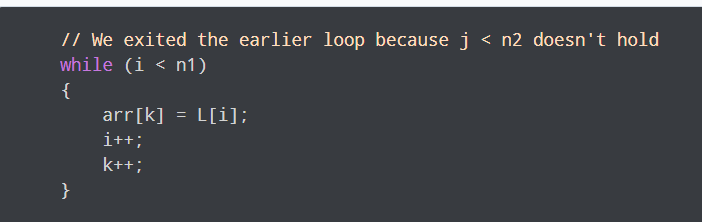 // We exited the earlier loop because j < n2 doesn't hold
while (i < n1)
{
    arr[k] = L[i];
    i++;
    k++;
}